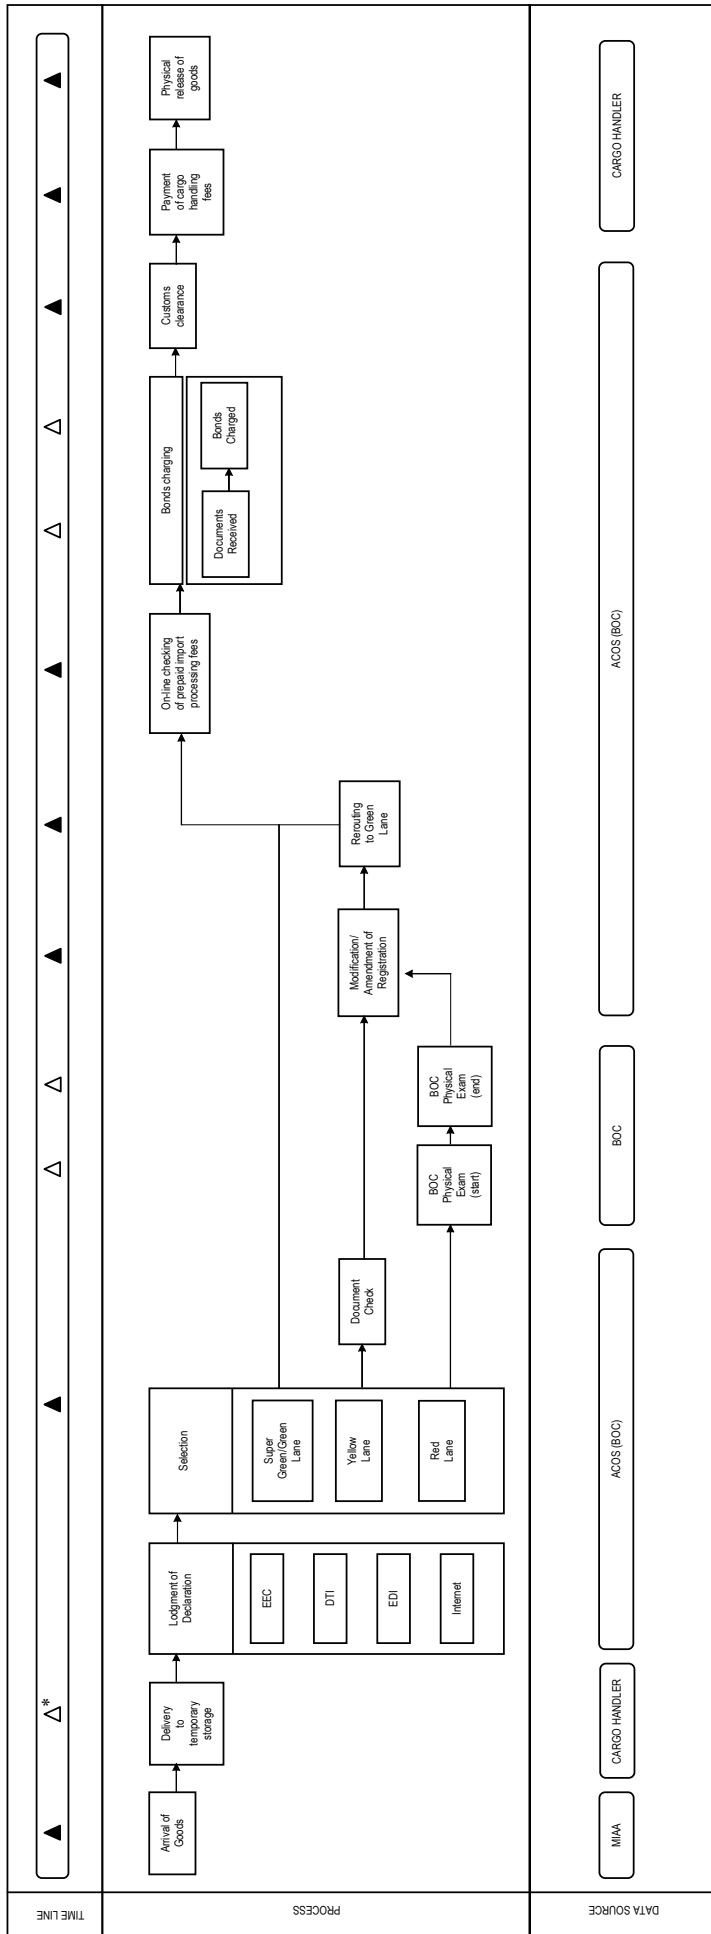 TIME LINE
*
PROCESS
Arrival of
Goods
Delivery
to
temporary
storage
Lodgment of
Declaration
EEC
DTI
EDI
Internet
Selection
Super
Green/Green
Lane
Yellow
Lane
Red
Lane
Document
Check
BOC
Physical
Exam
(start)
BOC
Physical
Exam
(end)
Modification/
Amendment of
Registration
Rerouting
to Green
Lane
On-line checking
of prepaid import
processing fees
Bonds charging
Documents
Received
Bonds
Charged
Customs
clearance
Payment
of cargo
handling
fees
Physical
release of
goods
DATA SOURCE
MIAA
CARGO HANDLER
ACOS (BOC)
BOC
ACOS (BOC)
CARGO HANDLER